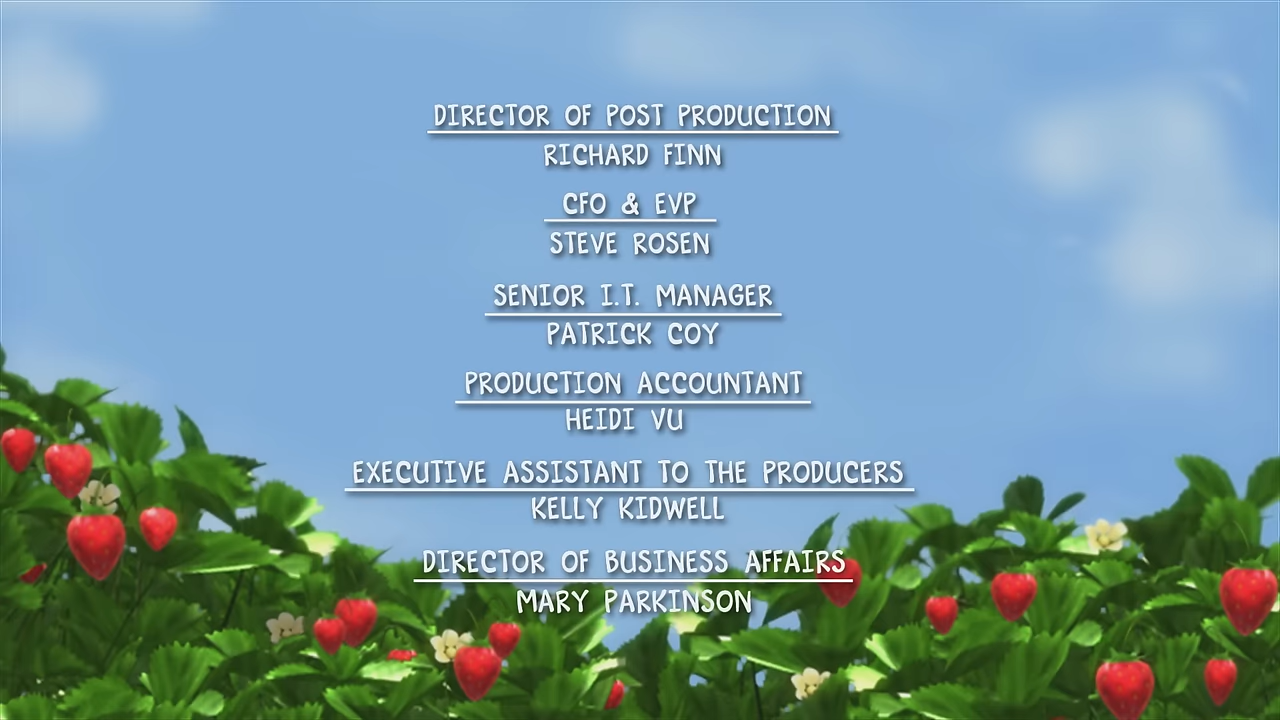 DIRECTOR OF POST PRODUCTION
RICHARD FINN
CFO & EVP
STEVE ROSEN
SENIOR I.T. MANAGER
PATRICK COY
PRODUCTION ACCOUNTANT
HEIDI VU
EXECUTIVE ASSISTANT TO THE PRODUCERS
KELLY KIDWELL
DIRECTOR OF BUSINESS AFFAIRS
MARY PARKINSON